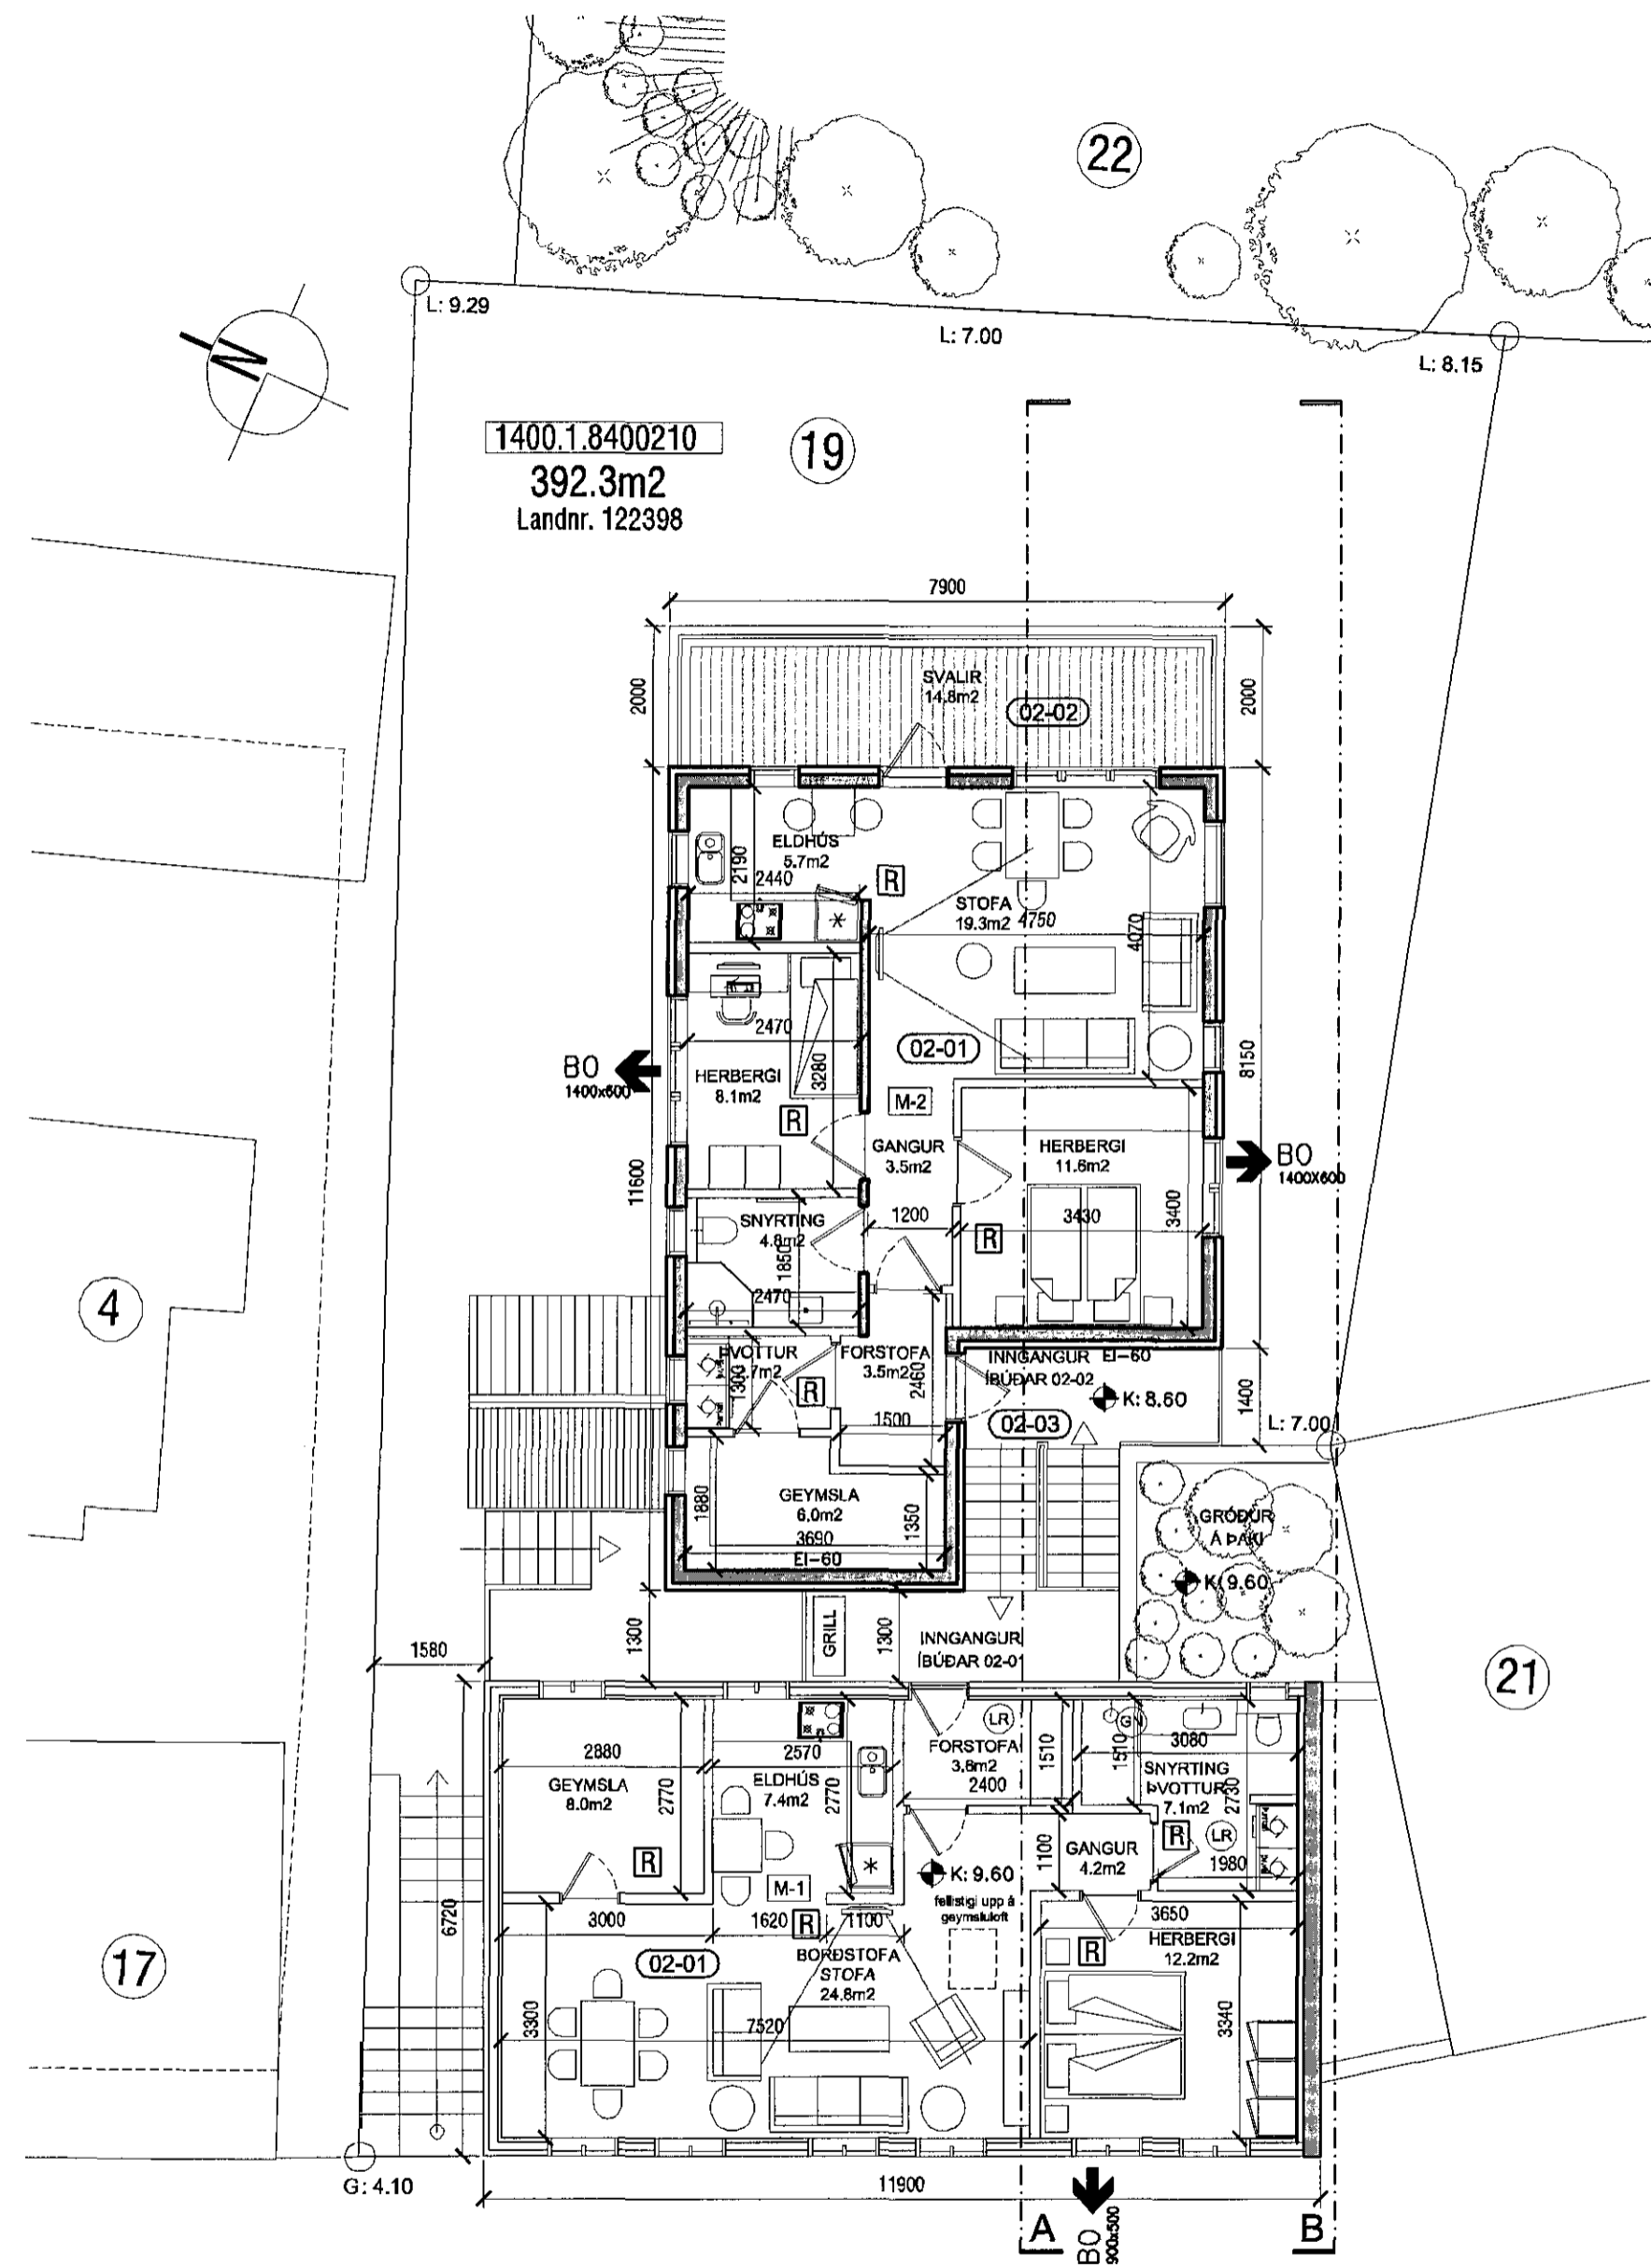 22
L: 9.29
L: 7.00
L: 8.15
N
1400.1.8400210
392.3m2
Landnr. 122398
19
7900
2000
SVALIR
14.8m2
02-02
2000
ELDHÚS
5.7m2
2190
2440
R
STOFA
19.3m2
4750
4070
2470
02-01
8150
BO
1400x600
HERBERGI
8.1m2
3280
R
M-2
GANGUR
3.5m2
HERBERGI
11.6m2
BO
1400X600
11600
SNYRTING
4.8m2
1850
1200
R
3430
3400
4
2470
ÞVOTTUR
1300
R
FORSTOFA
3.5m2
2460
INNGANGUR EI-60
ÍBÚÐAR 02-02
K: 8.60
1400
02-03
1500
L: 7.00
1880
GEYMSLA
6.0m2
3690
EI-60
1350
GRÓÐUR
Á ÞAKI
K: 9.60
1580
1300
GRILL
1300
INNGANGUR
ÍBÚÐAR 02-01
21
2880
GEYMSLA
8.0m2
2770
R
2570
ELDHÚS
7.4m2
2770
M-1
LR
FORSTOFA
3.8m2
2400
1510
1510
GN
3080
SNYRTING
ÞVOTTUR
7.1m2
2730
R
LR
1980
1100
GANGUR
4.2m2
K: 9.60
fellistigi upp á
geymsluloft
6720
3000
1620
R
1100
3650
HERBERGI
12.2m2
R
17
02-01
BORÐSTOFA
STOFA
24.8m2
3300
7520
3340
G: 4.10
11900
A
BO
900x500
B